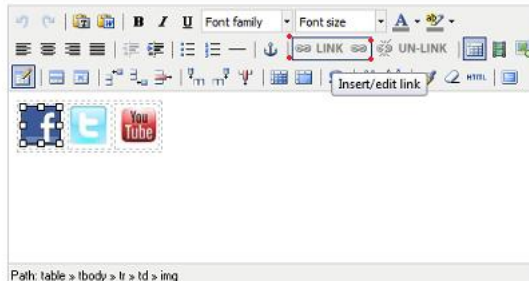 B I U Font family Font size A
LINK UN-LINK
HTML
Insert/edit link
f t You Tube
Path: table » tbody » tr » td » img